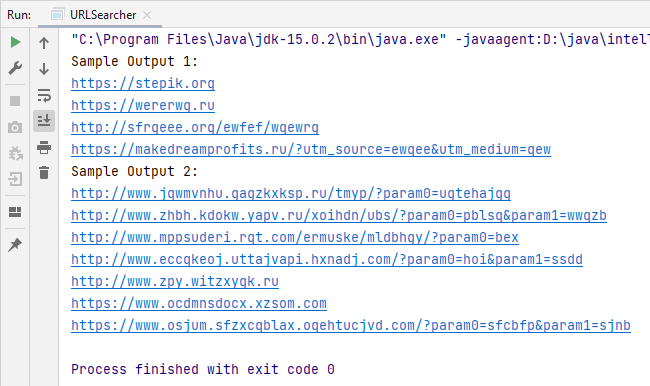 Run: URLSearcher
"C:\Program Files\Java\jdk-15.0.2\bin\java.exe" -javaagent:D:\java\intell
Sample Output 1:
https://stepik.org
https://wererwq.ru
http://sfrgeee.org/ewfef/wqewrq
https://makedreamprofits.ru/?utm_source=ewqee&utm_medium=qew
Sample Output 2:
http://www.jqwmvnhu.gaqzkxksp.ru/tmyp/?param0=ugtehajgq
http://www.zhbh.kdokw.yapv.ru/xoihdn/ubs/?param0=pblsq&param1=wwqzb
http://www.mppsuderi.rqt.com/ermuske/mldbhqy/?param0=bex
http://www.eccqkeoj.uttajvapi.hxnadj.com/?param0=hoi&param1=ssdd
http://www.zpy.witzxyqk.ru
https://www.ocdmnsdocx.xzsom.com
https://www.osjum.sfzxcqblax.oqehtucjvd.com/?param0=sfcbfp&param1=sjnb
Process finished with exit code 0